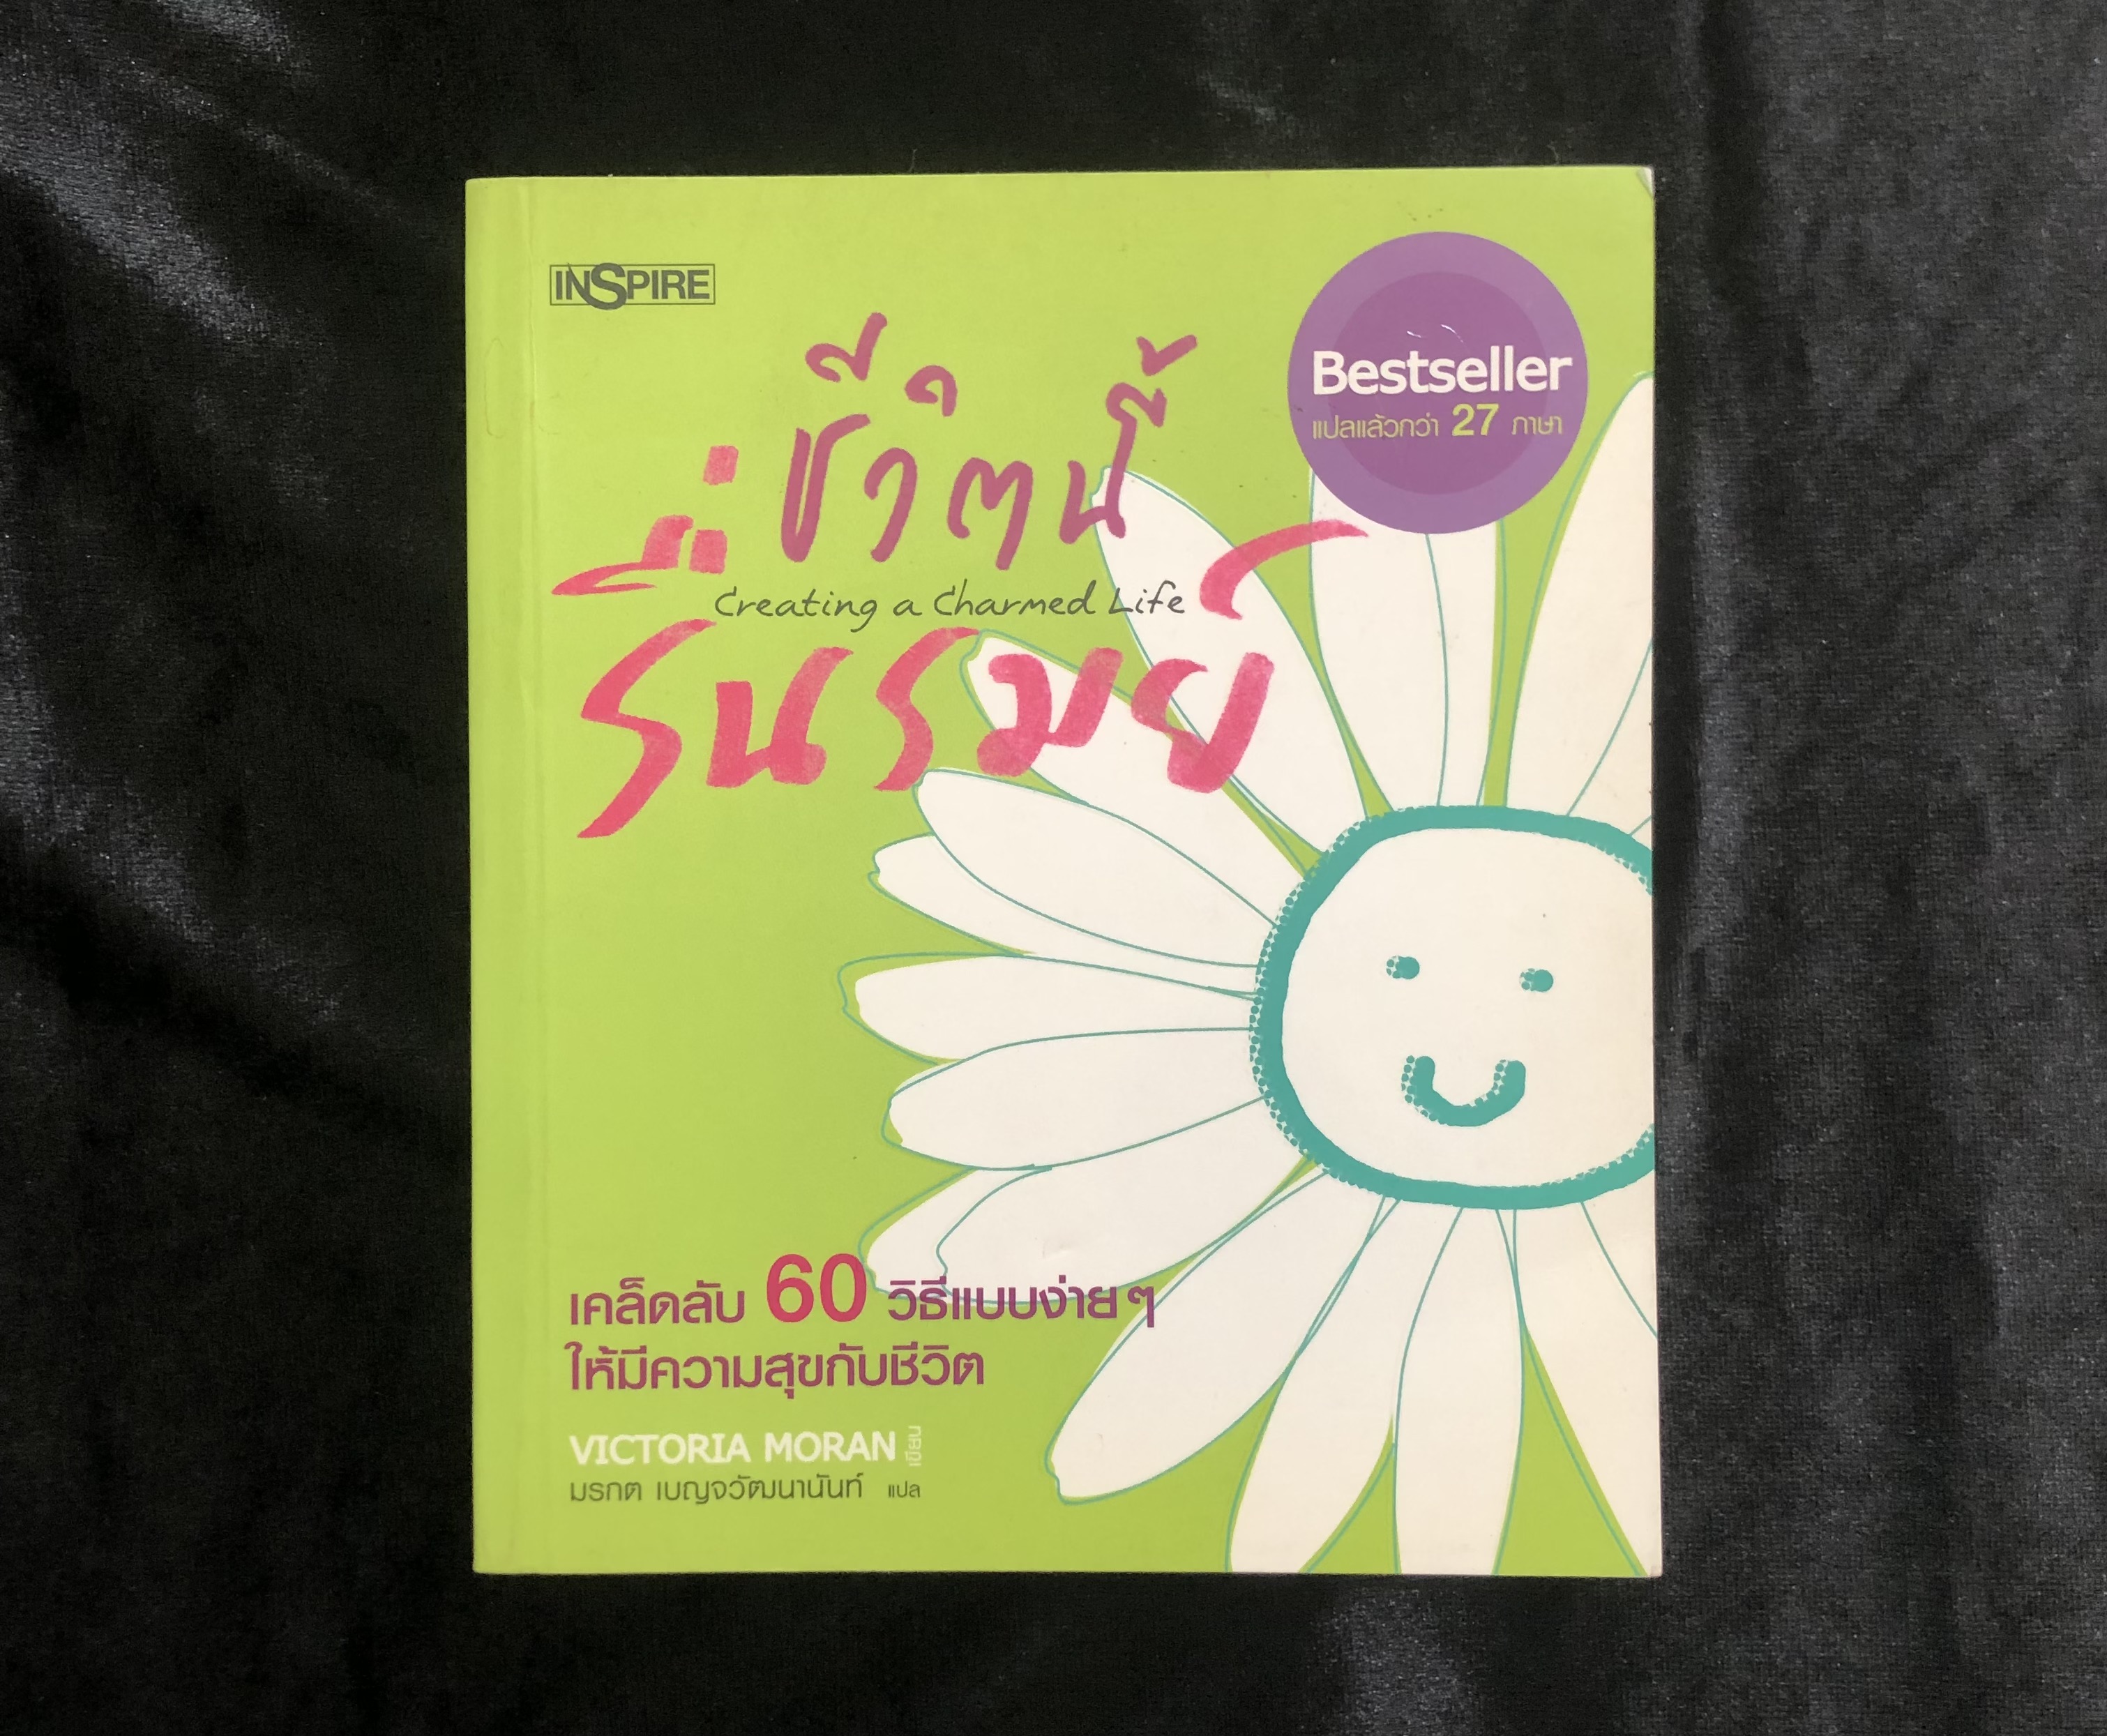 INSPIRE
Bestseller
แปลแล้วกว่า 27 ภาษา
ชีวิตนี้
Creating a Charmed Life
รื่นรมย์
เคล็ดลับ 60 วิธีแบบง่าย ๆ
ให้มีความสุขกับชีวิต
VICTORIA MORAN เขียน
มรกต เบญจวัฒนานันท์ แปล